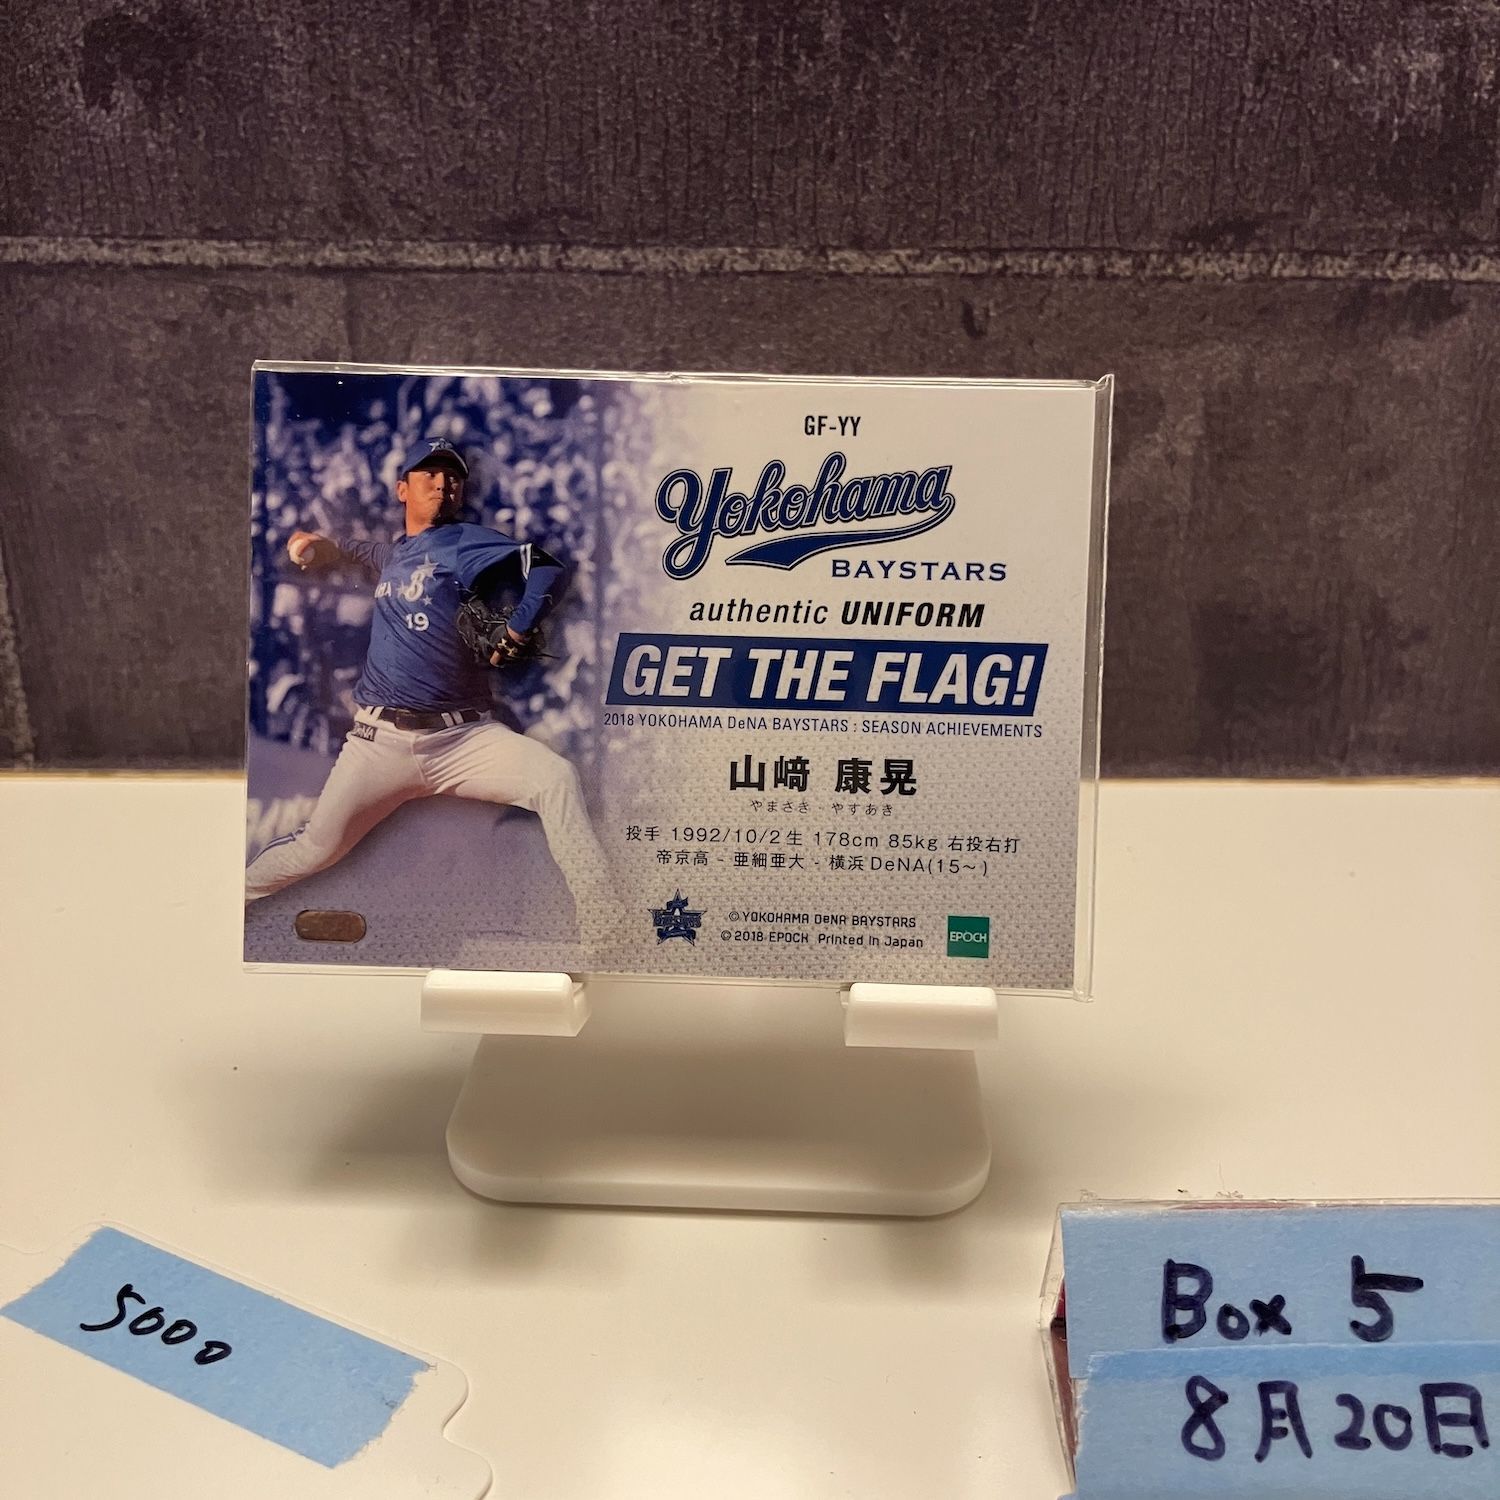 GF-YY
Yokohama
BAYSTARS
authentic UNIFORM
GET THE FLAG!
2018 YOKOHAMA DeNA BAYSTARS : SEASON ACHIEVEMENTS
山﨑 康晃
やまさき・やすあき
投手 1992/10/2生 178cm 85kg 右投右打
帝京高 - 亜細亜大 - 横浜DeNA(15~)
©YOKOHAMA DeNA BAYSTARS
©2018 EPOCH Printed in Japan
EPOCH
BAYSTARS
B
19
DeNA
5000
Box 5
8月20日